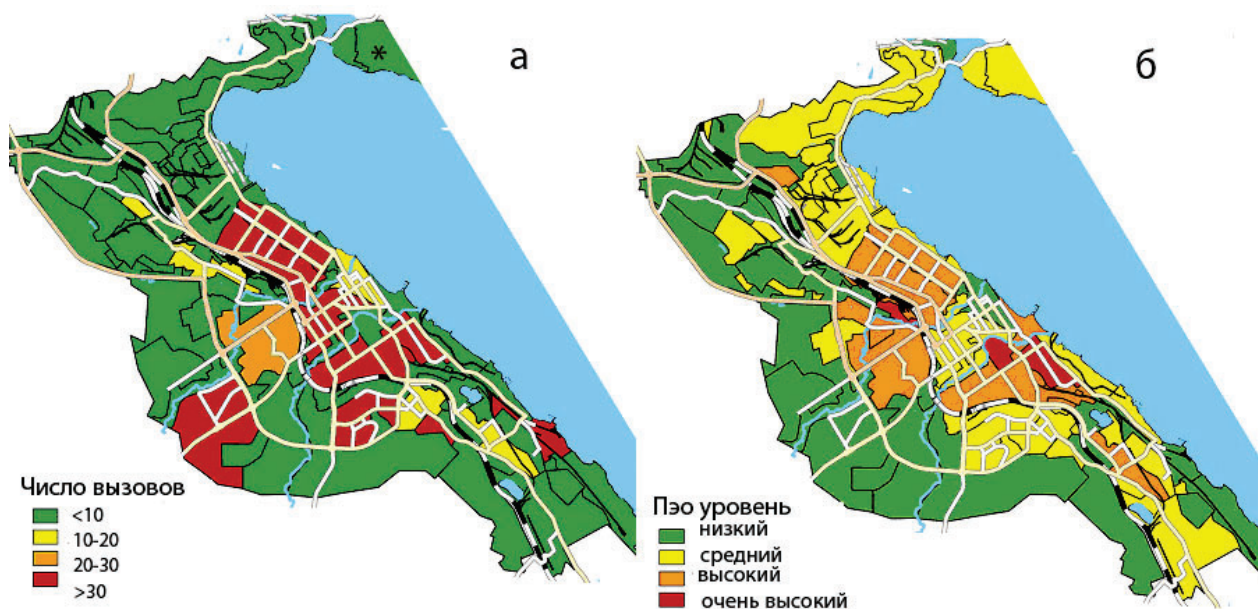 а
*
Число вызовов
<10
10-20
20-30
>30
б
Пэо уровень
низкий
средний
высокий
очень высокий